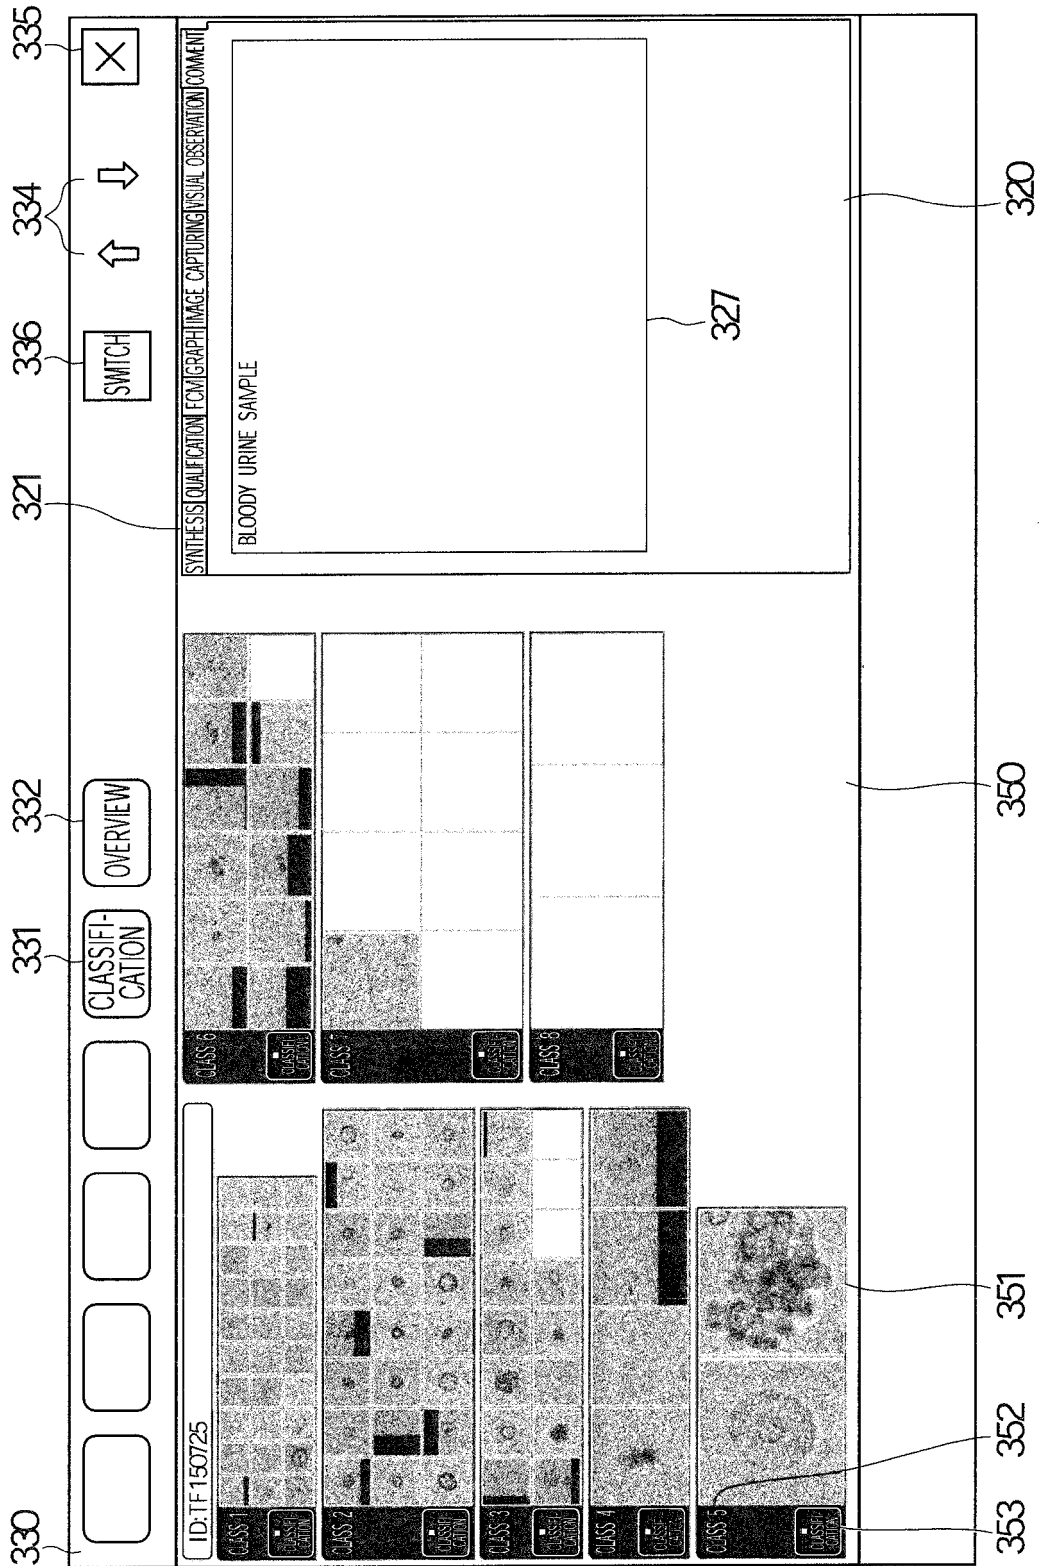 330
331
332
321
336
334
335
CLASSIFI-
CATION
OVERVIEW
SWITCH
ID:TF150725
CLASS 1
CLASSIFI
CATION
CLASS 2
CLASSIFI
CATION
CLASS 3
CLASSIFI
CATION
CLASS 4
CLASSIFI
CATION
CLASS 5
CLASSIFI
CATION
CLASS 6
CLASSIFI
CATION
CLASS 7
CLASSIFI
CATION
CLASS 8
CLASSIFI
CATION
SYNTHESIS QUALIFICATION FCM GRAPH IMAGE CAPTURING VISUAL OBSERVATION COMMENT
BLOODY URINE SAMPLE
327
353
352
351
350
320